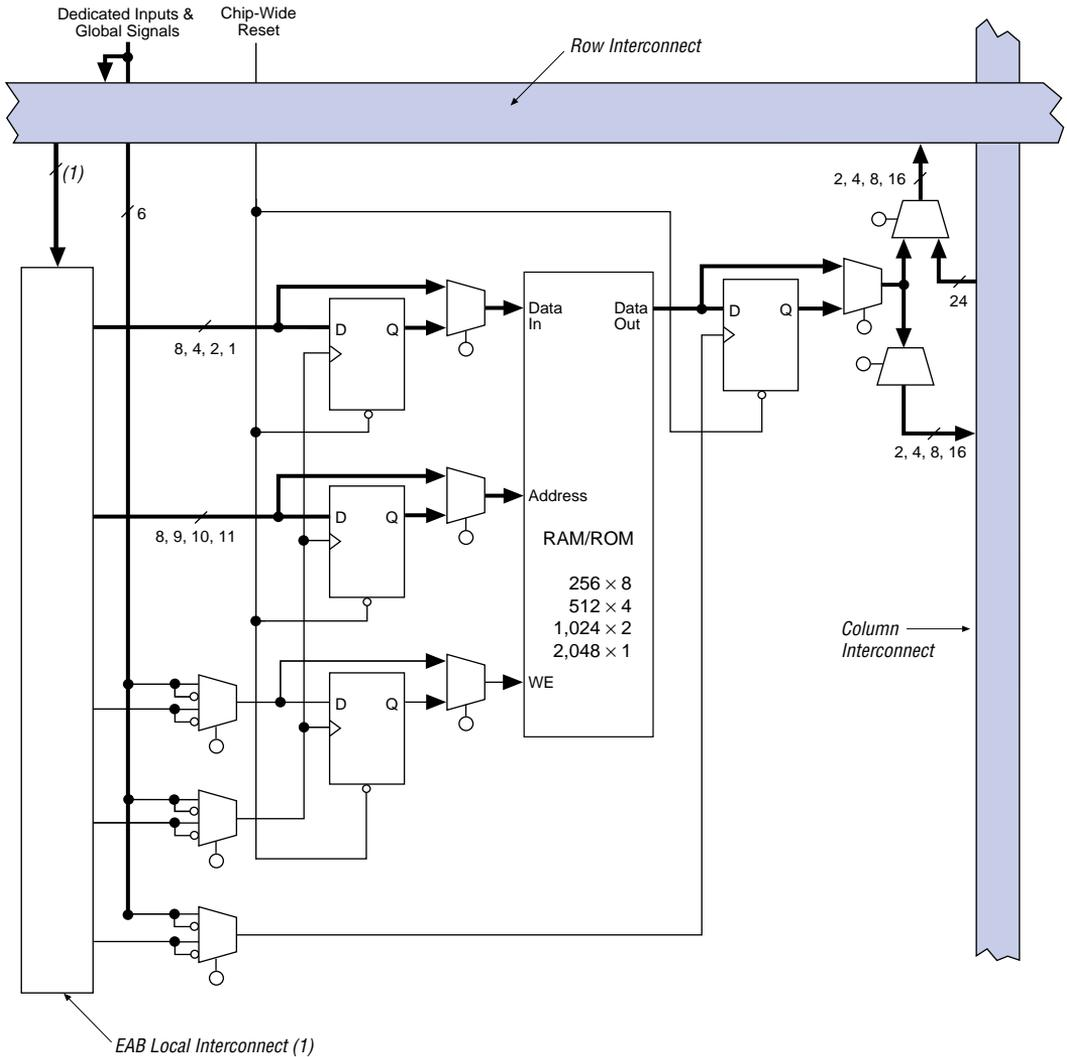 Dedicated Inputs &
Global Signals
Chip-Wide
Reset
Row Interconnect
(1)
6
2, 4, 8, 16
24
8, 4, 2, 1
D
Q
Data
In
Data
Out
D
Q
2, 4, 8, 16
8, 9, 10, 11
D
Q
Address
RAM/ROM
256 × 8
512 × 4
1,024 × 2
2,048 × 1
Column
Interconnect
D
Q
WE
EAB Local Interconnect (1)